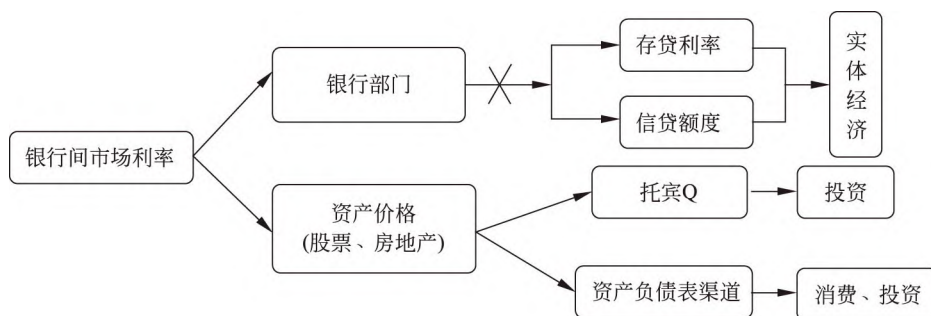 银行间市场利率
银行部门
存贷利率
信贷额度
实体经济
资产价格
(股票、房地产)
托宾Q
投资
资产负债表渠道
消费、投资